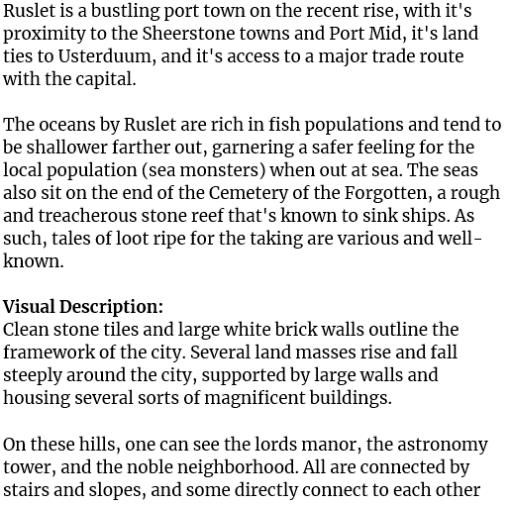 Ruslet is a bustling port town on the recent rise, with it's
proximity to the Sheerstone towns and Port Mid, it's land
ties to Usterduum, and it's access to a major trade route
with the capital.
The oceans by Ruslet are rich in fish populations and tend to
be shallower farther out, garnering a safer feeling for the
local population (sea monsters) when out at sea. The seas
also sit on the end of the Cemetery of the Forgotten, a rough
and treacherous stone reef that's known to sink ships. As
such, tales of loot ripe for the taking are various and well-
known.
Visual Description:
Clean stone tiles and large white brick walls outline the
framework of the city. Several land masses rise and fall
steeply around the city, supported by large walls and
housing several sorts of magnificent buildings.
On these hills, one can see the lords manor, the astronomy
tower, and the noble neighborhood. All are connected by
stairs and slopes, and some directly connect to each other